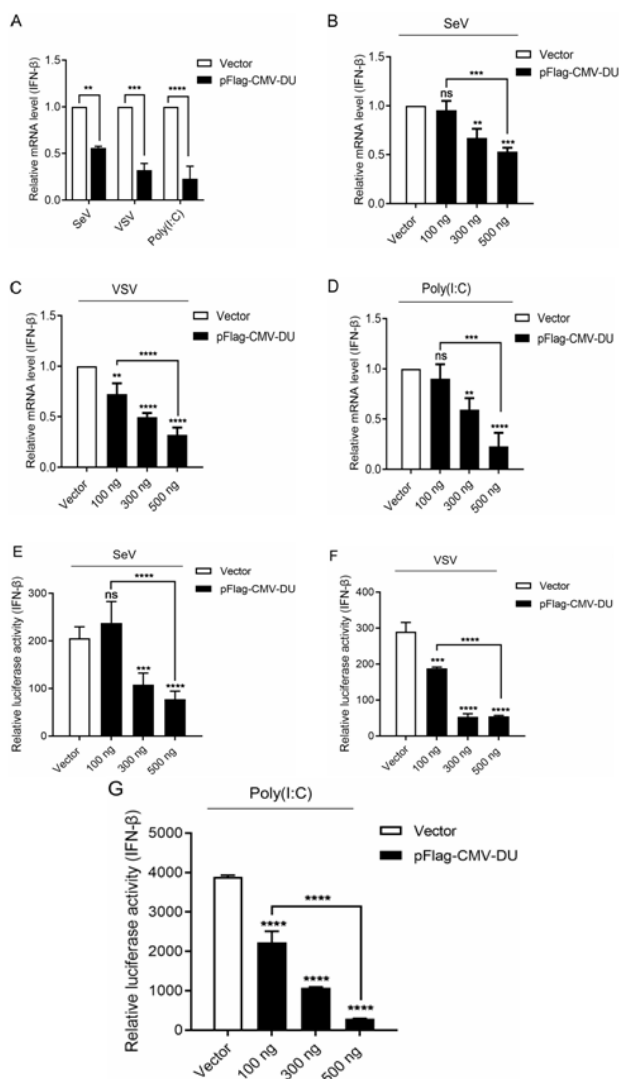 A
Vector
pFlag-CMV-DU
Relative mRNA level (IFN-β)
1.5
1.0
0.5
0.0
**
***
****
SeV
VSV
Poly(I:C)
B
SeV
Vector
pFlag-CMV-DU
Relative mRNA level (IFN-β)
1.5
1.0
0.5
0.0
***
ns
**
***
Vector
100 ng
300 ng
500 ng
C
VSV
Vector
pFlag-CMV-DU
Relative mRNA level (IFN-β)
1.5
1.0
0.5
0.0
****
**
****
****
Vector
100 ng
300 ng
500 ng
D
Poly(I:C)
Vector
pFlag-CMV-DU
Relative mRNA level (IFN-β)
1.5
1.0
0.5
0.0
***
ns
**
****
Vector
100 ng
300 ng
500 ng
E
SeV
Vector
pFlag-CMV-DU
Relative luciferase activity (IFN-β)
300
200
100
0
****
ns
***
****
Vector
100 ng
300 ng
500 ng
F
VSV
Vector
pFlag-CMV-DU
Relative luciferase activity (IFN-β)
400
300
200
100
0
****
***
****
****
Vector
100 ng
300 ng
500 ng
G
Poly(I:C)
Vector
pFlag-CMV-DU
Relative luciferase activity (IFN-β)
5000
4000
3000
2000
1000
0
****
****
****
****
Vector
100 ng
300 ng
500 ng